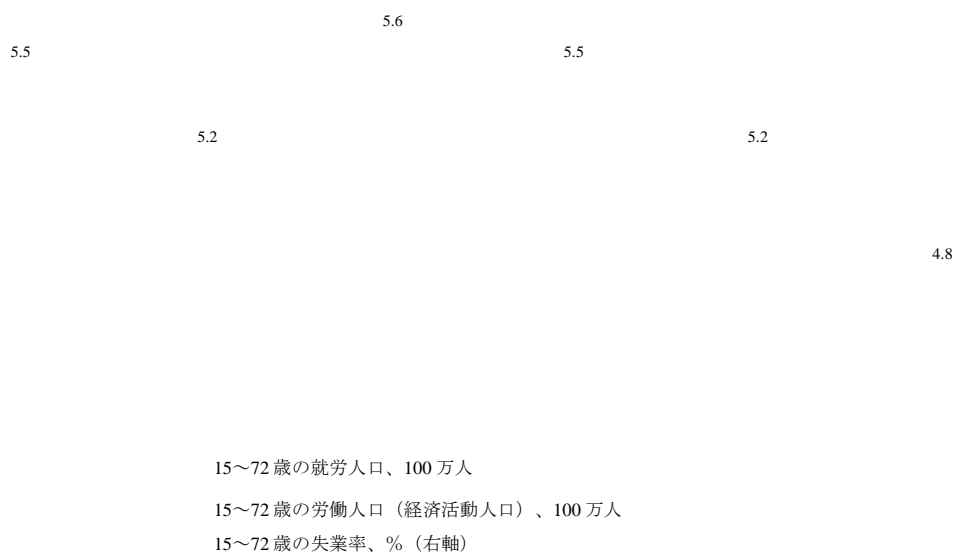 5.6
5.5 5.5
5.2 5.2
4.8
15～72 歳の就労人口、100 万人
15～72 歳の労働人口（経済活動人口）、100 万人
15～72 歳の失業率、％（右軸）